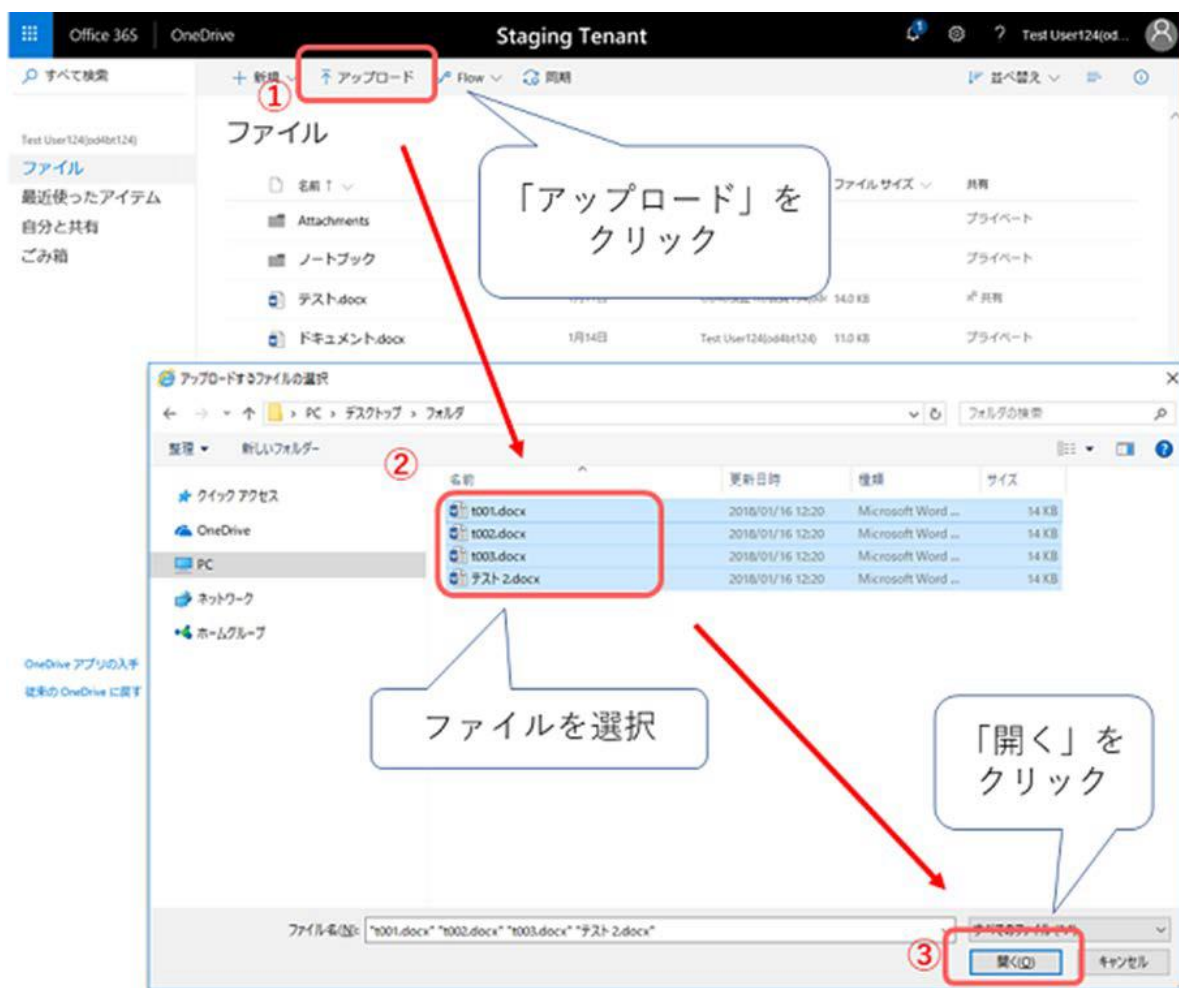 Office 365 OneDrive Staging Tenant 1 ? Test User124(od...
すべて検索 + 新規 アップロード Flow 同期 並べ替え
①
Test User124(od4bt124)
ファイル
ファイル
最近使ったアイテム
自分と共有
ごみ箱
名前 ↑ ファイル サイズ 共有
Attachments プライベート
ノートブック プライベート
テスト.docx 14.0 KB 共有
ドキュメント.docx 1月14日 Test User124(od4bt124) 11.0 KB プライベート
「アップロード」を
クリック
アップロードするファイルの選択
PC › デスクトップ › フォルダ フォルダの検索
整理 新しいフォルダー
②
クイック アクセス
OneDrive
PC
ネットワーク
ホームグループ
名前 更新日時 種類 サイズ
t001.docx 2018/01/16 12:20 Microsoft Word ... 14 KB
t002.docx 2018/01/16 12:20 Microsoft Word ... 14 KB
t003.docx 2018/01/16 12:20 Microsoft Word ... 14 KB
テスト 2.docx 2018/01/16 12:20 Microsoft Word ... 14 KB
OneDrive アプリの入手
従来の OneDrive に戻す
ファイルを選択
「開く」を
クリック
ファイル名(N): "t001.docx" "t002.docx" "t003.docx" "テスト 2.docx"
③
開く(O) キャンセル